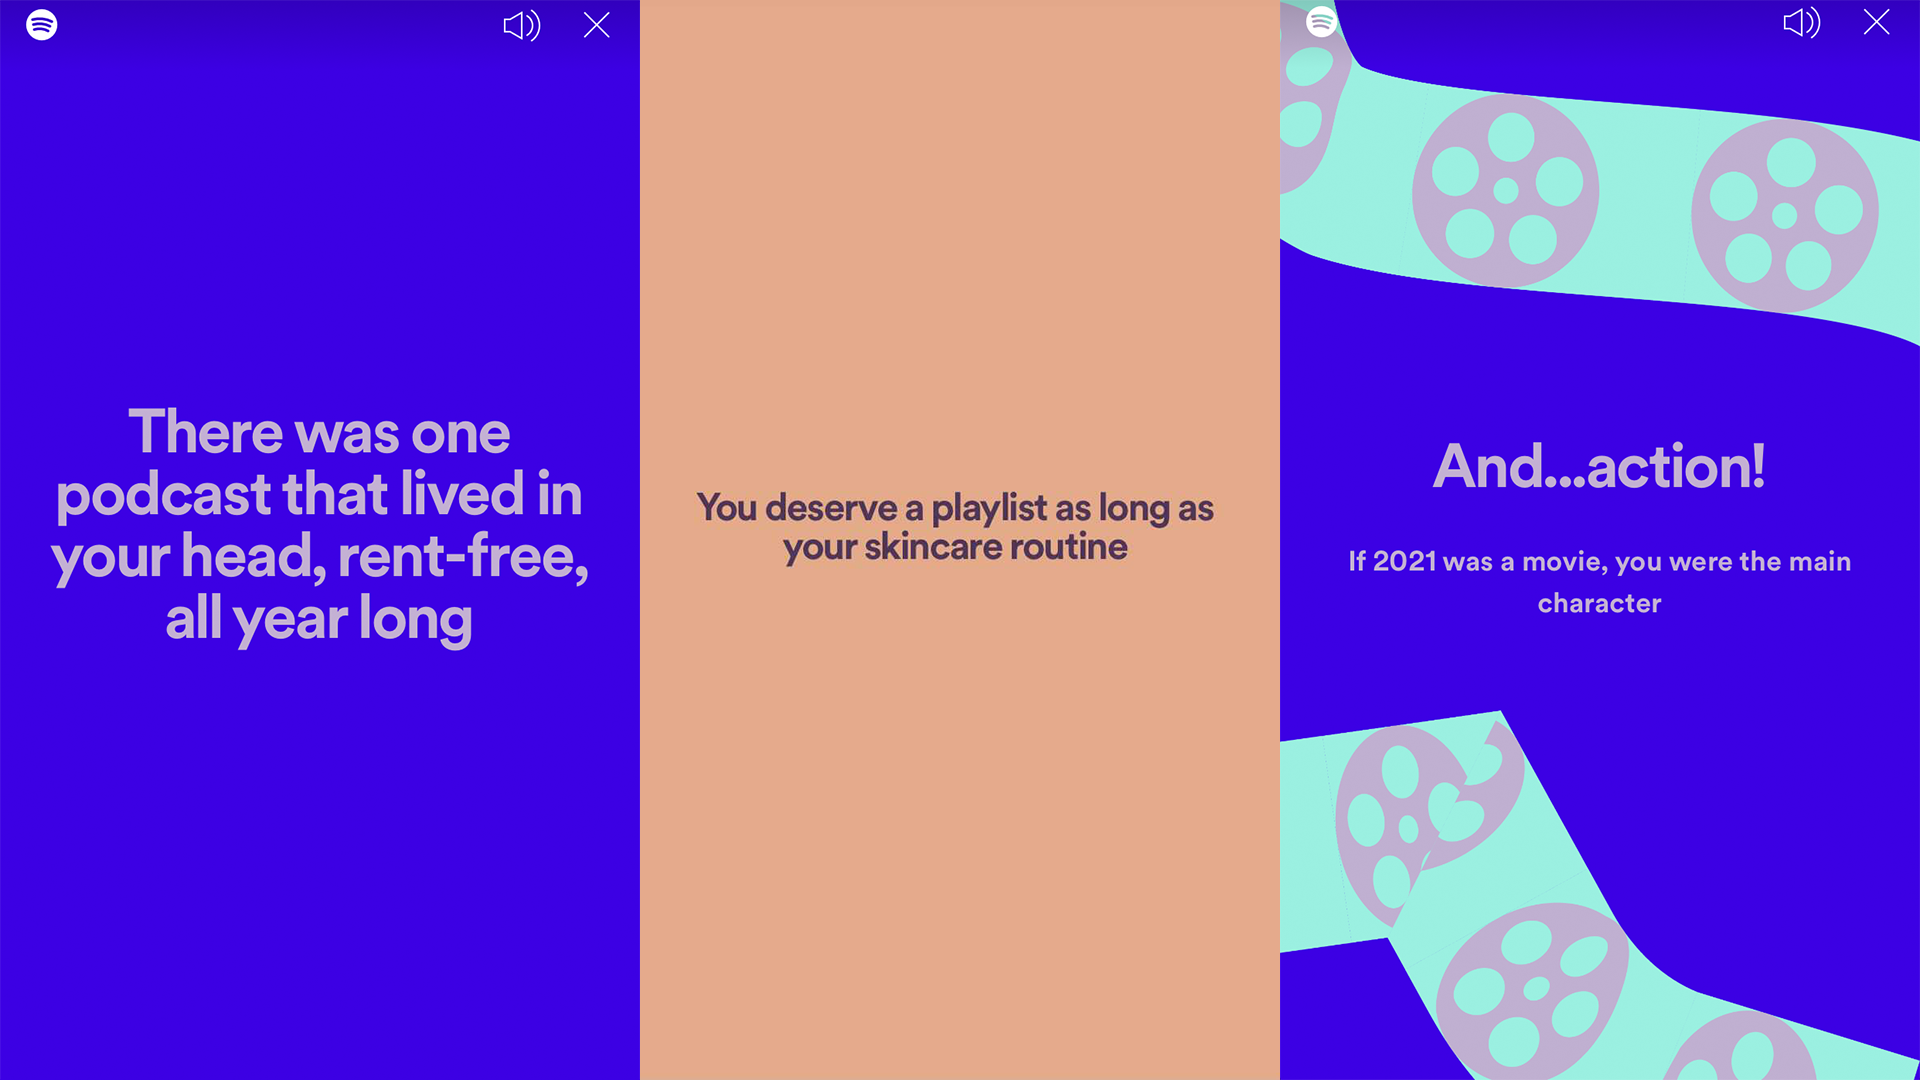 There was one
podcast that lived in
your head, rent-free,
all year long
You deserve a playlist as long as
your skincare routine
And...action!
If 2021 was a movie, you were the main
character